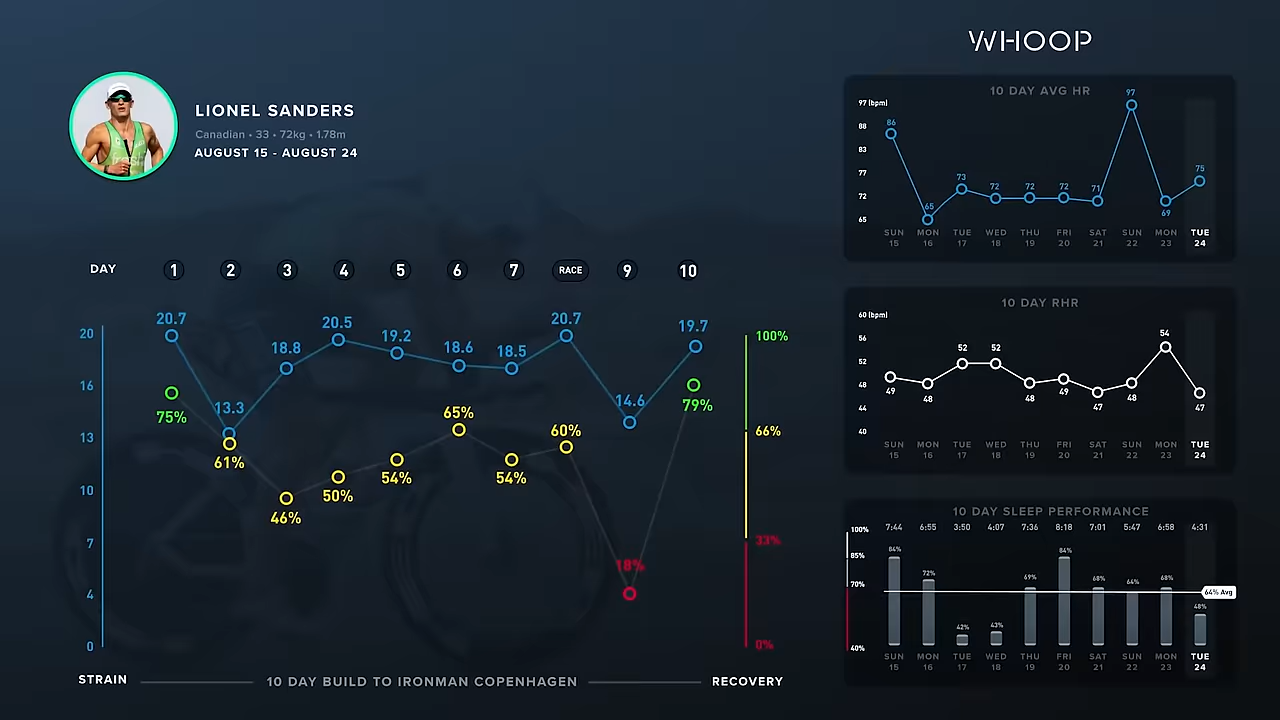 WHOOP
LIONEL SANDERS
Canadian • 33 • 72kg • 1.78m
AUGUST 15 - AUGUST 24
DAY 1 2 3 4 5 6 7 RACE 9 10
20.7 13.3 18.8 20.5 19.2 18.6 18.5 20.7 14.6 19.7
75% 61% 46% 50% 54% 65% 54% 60% 18% 79%
20
16
13
10
7
4
0
100%
66%
33%
0%
STRAIN 10 DAY BUILD TO IRONMAN COPENHAGEN RECOVERY
10 DAY AVG HR
97 (bpm)
88
83
77
72
65
86 65 73 72 72 72 71 97 69 75
SUN MON TUE WED THU FRI SAT SUN MON TUE
15 16 17 18 19 20 21 22 23 24
10 DAY RHR
60 (bpm)
56
52
48
44
40
49 48 52 52 48 49 47 48 54 47
SUN MON TUE WED THU FRI SAT SUN MON TUE
15 16 17 18 19 20 21 22 23 24
10 DAY SLEEP PERFORMANCE
7:44 6:55 3:50 4:07 7:36 8:18 7:01 5:47 6:58 4:31
100%
85%
70%
40%
84% 72% 42% 43% 69% 84% 68% 66% 68% 48%
64% Avg
SUN MON TUE WED THU FRI SAT SUN MON TUE
15 16 17 18 19 20 21 22 23 24